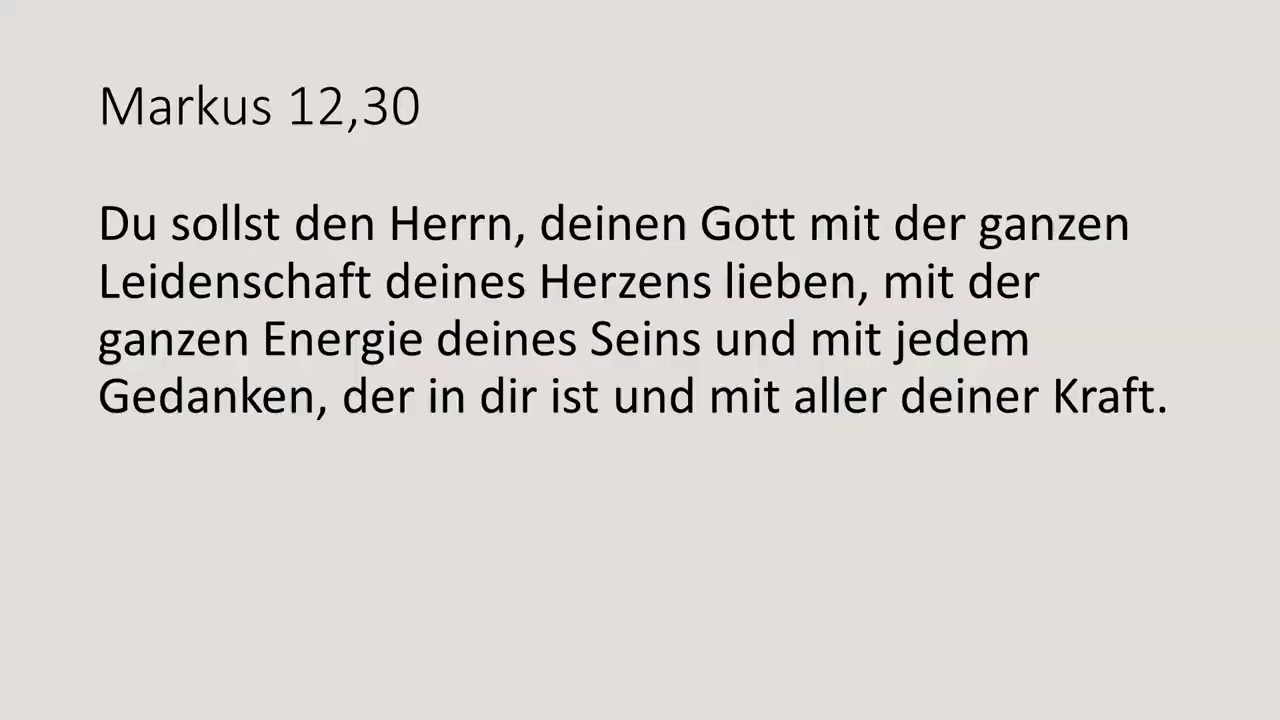 Markus 12,30
Du sollst den Herrn, deinen Gott mit der ganzen
Leidenschaft deines Herzens lieben, mit der
ganzen Energie deines Seins und mit jedem
Gedanken, der in dir ist und mit aller deiner Kraft.